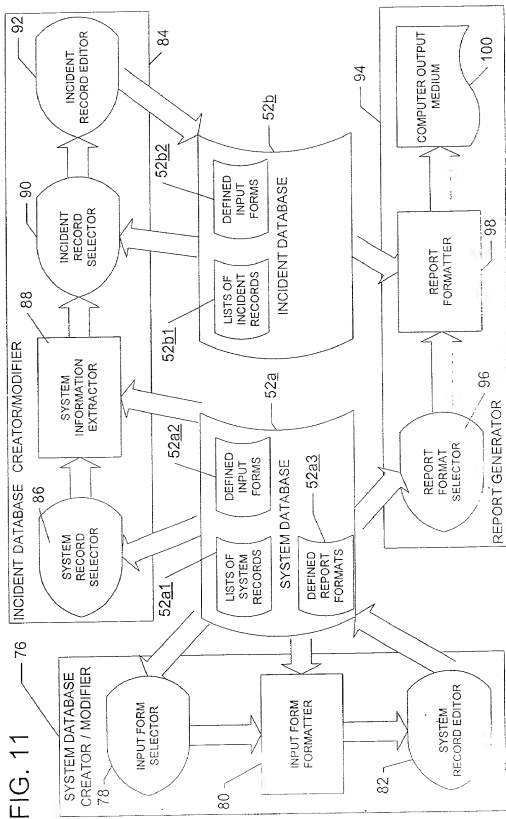 FIG. 11
76
SYSTEM DATABASE
CREATOR / MODIFIER
78
INPUT FORM
SELECTOR
80
INPUT FORM
FORMATTER
82
SYSTEM
RECORD EDITOR
INCIDENT DATABASE CREATOR/MODIFIER
84
86
SYSTEM
RECORD
SELECTOR
88
SYSTEM
INFORMATION
EXTRACTOR
90
INCIDENT
RECORD
SELECTOR
92
INCIDENT
RECORD EDITOR
52a
52a1
LISTS OF
SYSTEM
RECORDS
52a2
DEFINED
INPUT
FORMS
SYSTEM DATABASE
52a3
DEFINED
REPORT
FORMATS
52b
52b1
LISTS OF
INCIDENT
RECORDS
52b2
DEFINED
INPUT
FORMS
INCIDENT DATABASE
94
REPORT GENERATOR
96
REPORT
FORMAT
SELECTOR
98
REPORT
FORMATTER
100
COMPUTER OUTPUT
MEDIUM